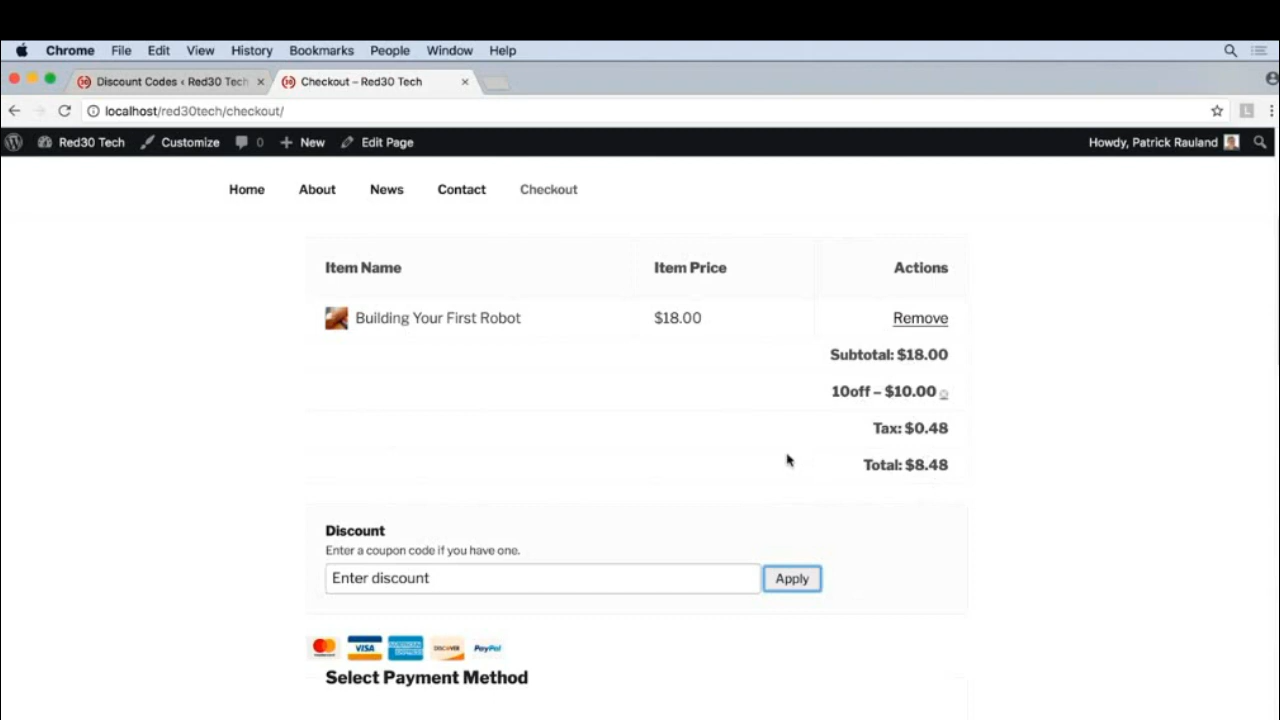 Chrome File Edit View History Bookmarks People Window Help
Discount Codes ‹ Red30 Tech × Checkout – Red30 Tech ×
localhost/red30tech/checkout/
Red30 Tech Customize 0 New Edit Page Howdy, Patrick Rauland
Home About News Contact Checkout
Item Name Item Price Actions
Building Your First Robot $18.00 Remove
Subtotal: $18.00
10off – $10.00
Tax: $0.48
Total: $8.48
Discount
Enter a coupon code if you have one.
Enter discount Apply
VISA DISCOVER PayPal
Select Payment Method